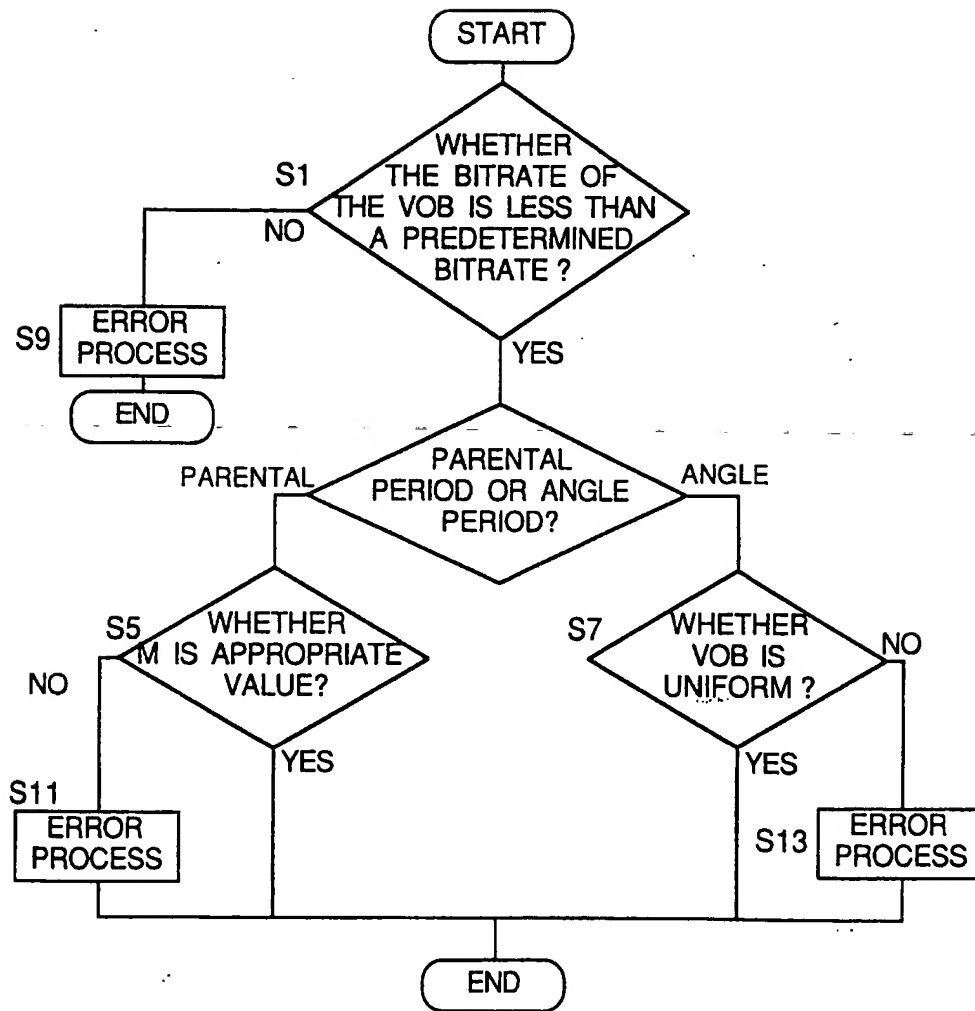 START
S1
WHETHER
THE BITRATE OF
THE VOB IS LESS THAN
A PREDETERMINED
BITRATE ?
NO
YES
S9
ERROR
PROCESS
END
PARENTAL
PARENTAL
PERIOD OR ANGLE
PERIOD?
ANGLE
S5
WHETHER
M IS APPROPRIATE
VALUE?
NO
YES
S7
WHETHER
VOB IS
UNIFORM ?
NO
YES
S11
ERROR
PROCESS
S13
ERROR
PROCESS
END